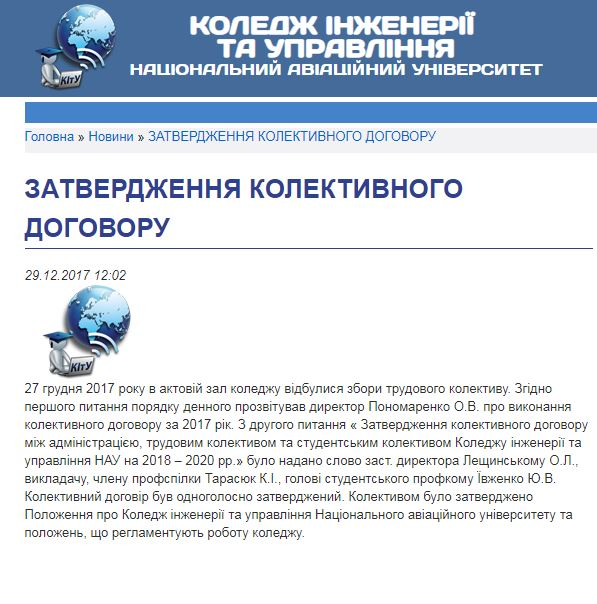 КОЛЕДЖ ІНЖЕНЕРІЇ
ТА УПРАВЛІННЯ
НАЦІОНАЛЬНИЙ АВІАЦІЙНИЙ УНІВЕРСИТЕТ
КІТУ
Головна » Новини » ЗАТВЕРДЖЕННЯ КОЛЕКТИВНОГО ДОГОВОРУ
ЗАТВЕРДЖЕННЯ КОЛЕКТИВНОГО
ДОГОВОРУ
29.12.2017 12:02
КІТУ
27 грудня 2017 року в актовій зал коледжу відбулися збори трудового колективу. Згідно
першого питання порядку денного прозвітував директор Пономаренко О.В. про виконання
колективного договору за 2017 рік. З другого питання « Затвердження колективного договору
між адміністрацією, трудовим колективом та студентським колективом Коледжу інженерії та
управління НАУ на 2018 – 2020 рр.» було надано слово заст. директора Лещинському О.Л.,
викладачу, члену профспілки Тарасюк К.І., голові студентського профкому Ївженко Ю.В.
Колективний договір був одноголосно затверджений. Колективом було затверджено
Положення про Коледж інженерії та управління Національного авіаційного університету та
положень, що регламентують роботу коледжу.